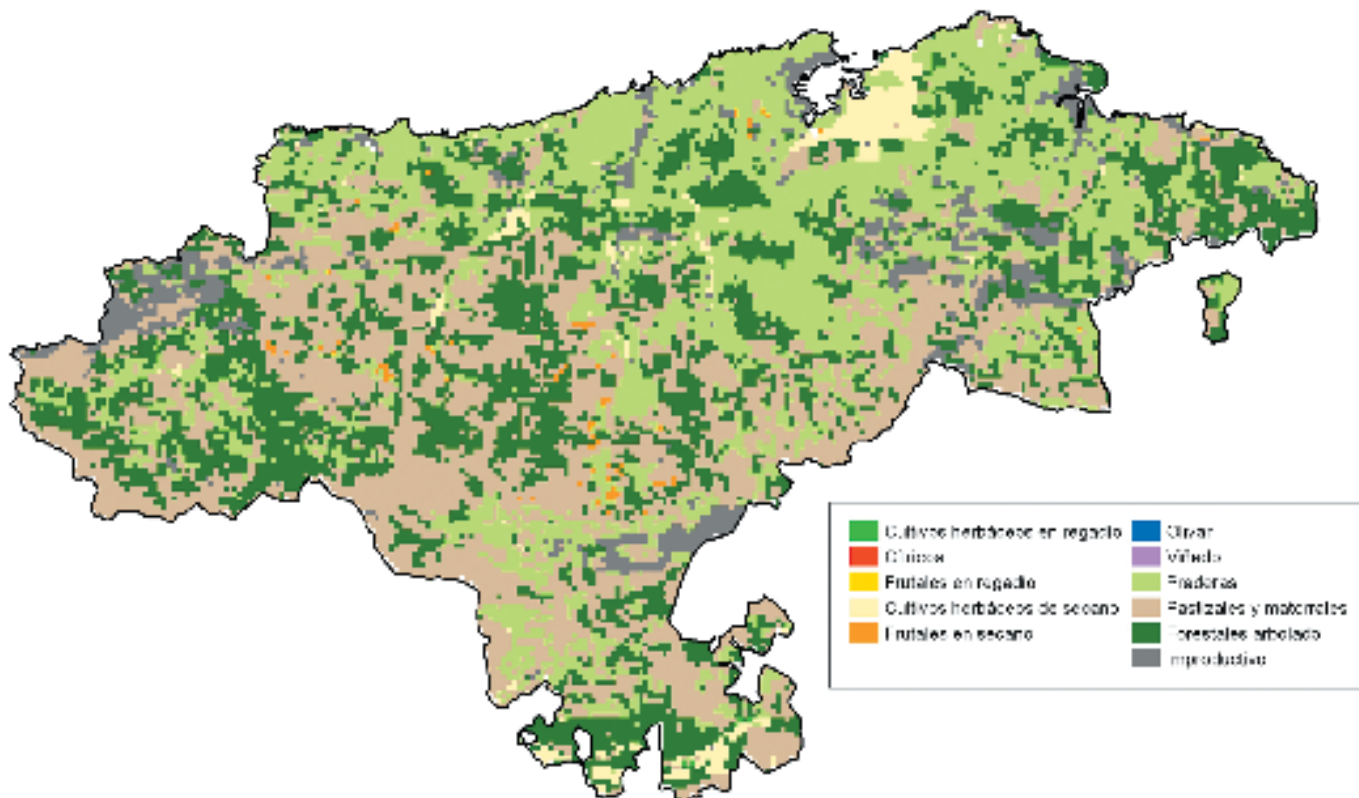 Cultivos herbáceos en regadío
Cítricos
Frutales en regadío
Cultivos herbáceos de secano
Frutales en secano
Olivar
Viñedo
Praderas
Pastizales y matorrales
Forestales arbolado
Improductivo